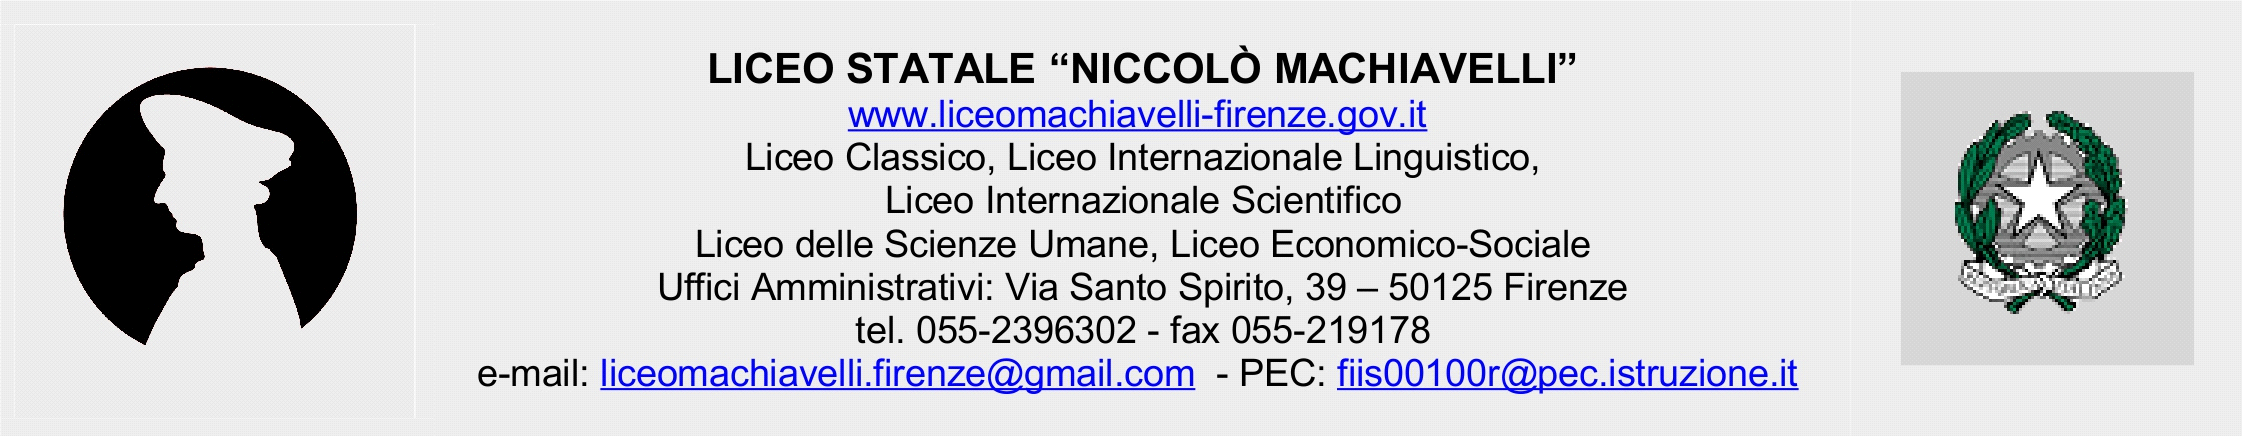 LICEO STATALE “NICCOLÒ MACHIAVELLI”
www.liceomachiavelli-firenze.gov.it
Liceo Classico, Liceo Internazionale Linguistico,
Liceo Internazionale Scientifico
Liceo delle Scienze Umane, Liceo Economico-Sociale
Uffici Amministrativi: Via Santo Spirito, 39 – 50125 Firenze
tel. 055-2396302 - fax 055-219178
e-mail: liceomachiavelli.firenze@gmail.com - PEC: fiis00100r@pec.istruzione.it